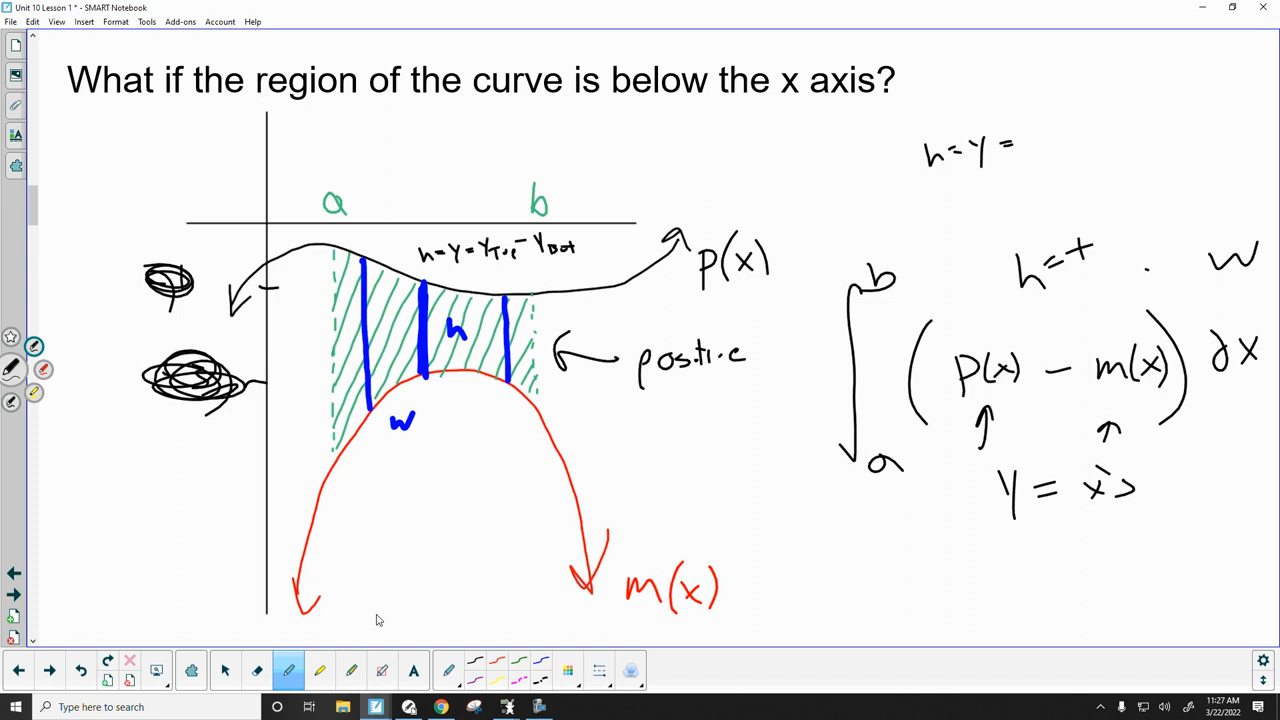 Unit 10 Lesson 1 * - SMART Notebook
File Edit View Insert Format Tools Add-ons Account Help
What if the region of the curve is below the x axis?
h = y =
a b
h = y = yTop - yBot
p(x)
h = + . w
b
h
positive
(p(x) - m(x)) dx
w
a
y = x's
m(x)
A
Type here to search
11:27 AM
3/22/2022